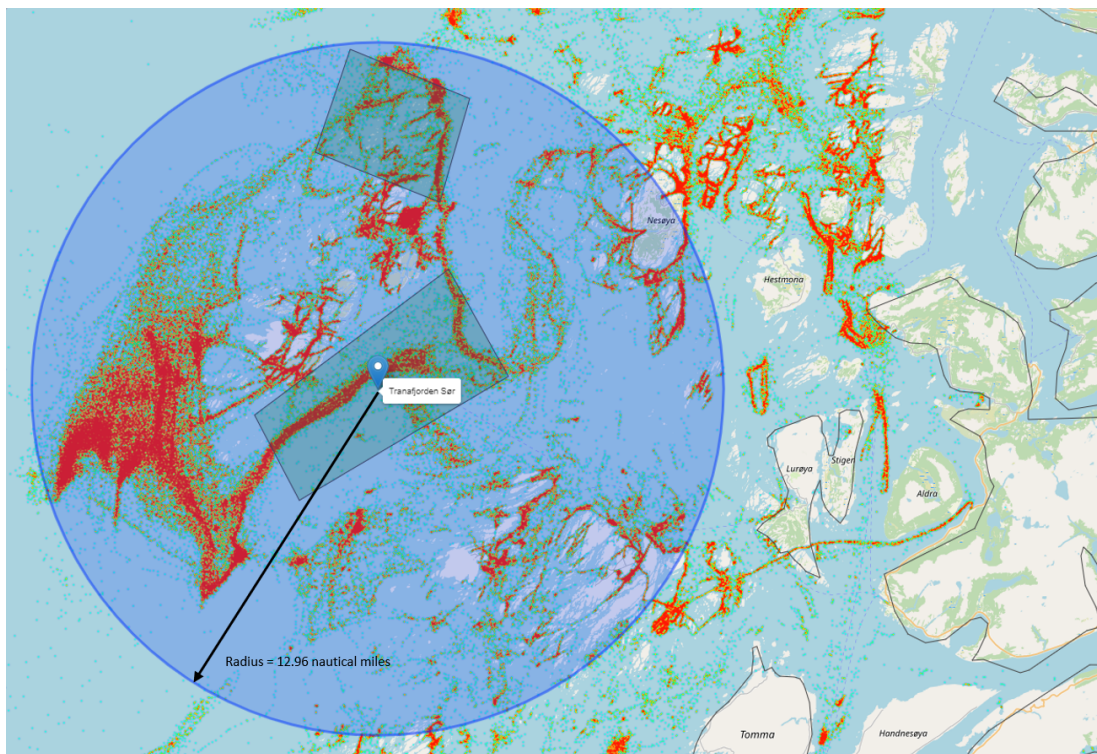 Nesøya
Hestmona
Tranafjorden Sør
Lurøya
Stigen
Aldra
Radius = 12.96 nautical miles
Tomma
Handnesøya